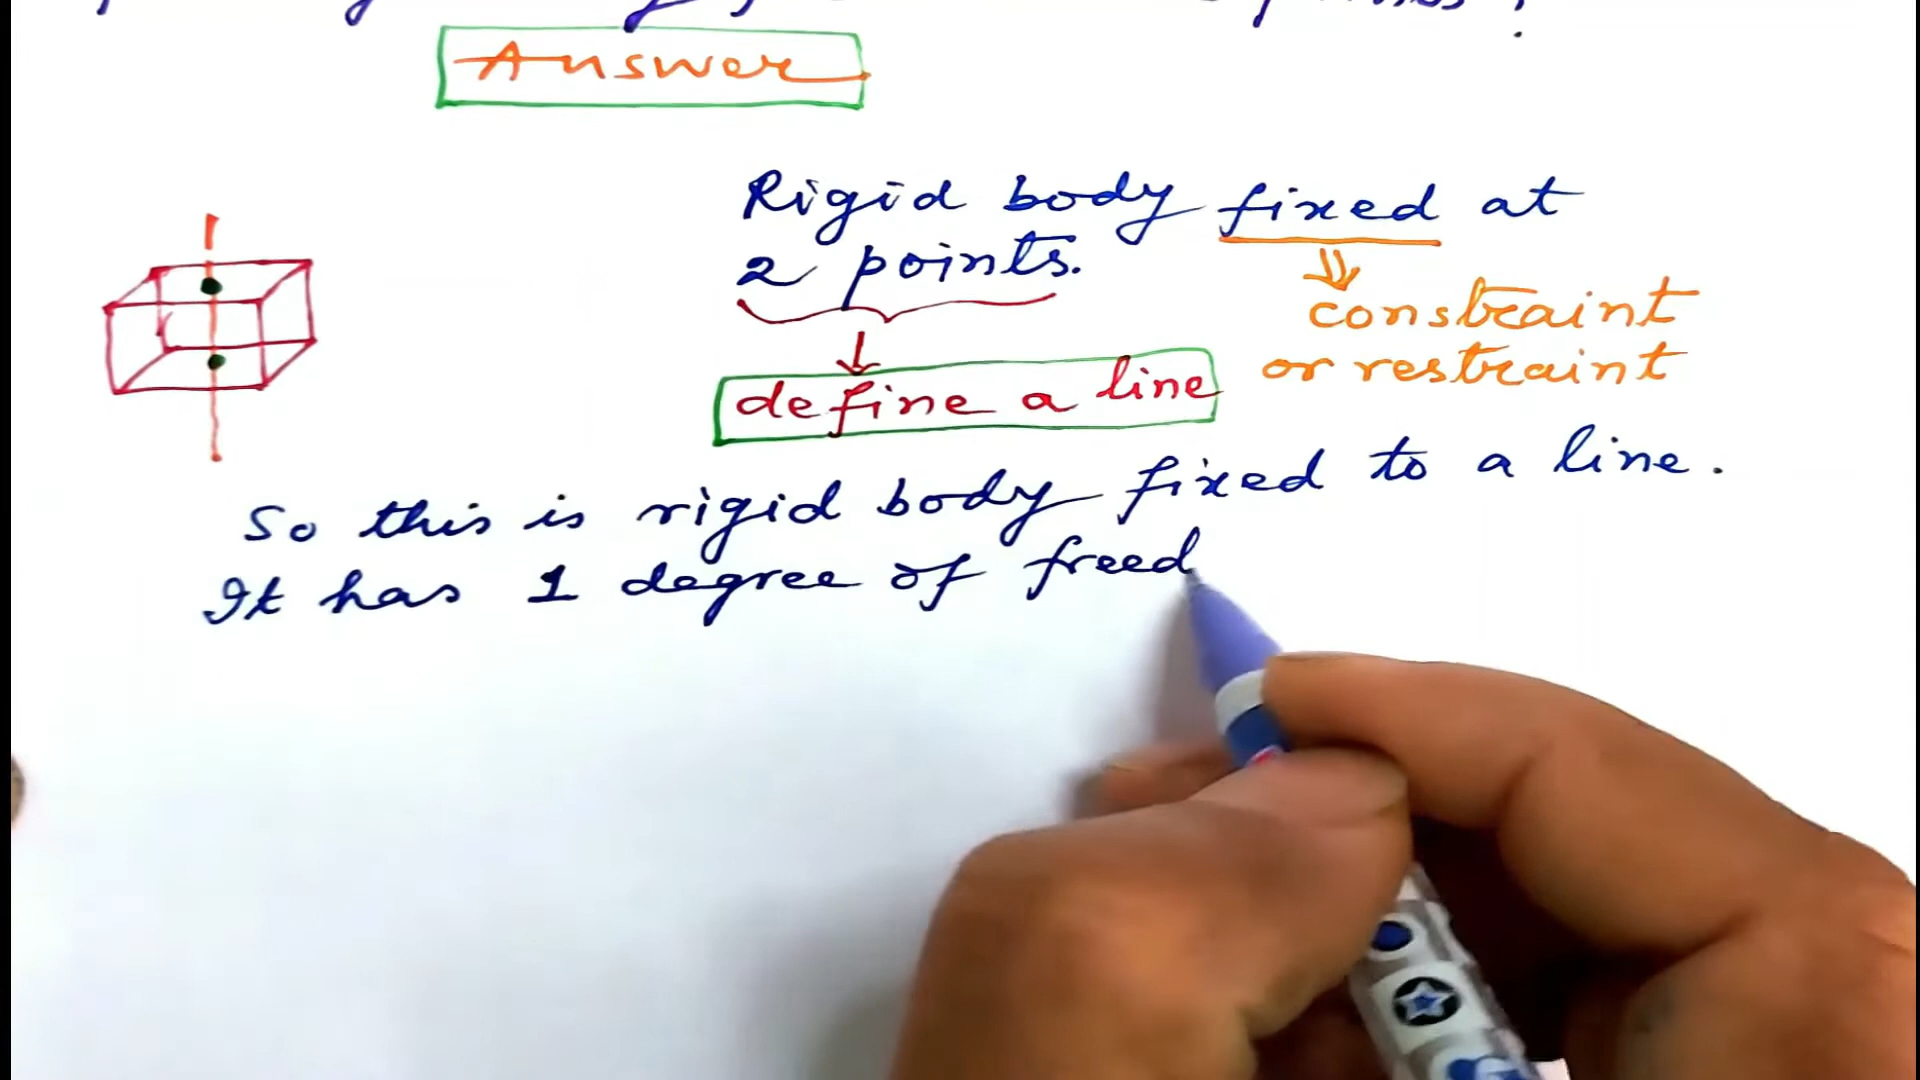 Answer
Rigid body fixed at
2 points.
constraint
or restraint
define a line
So this is rigid body fixed to a line.
It has 1 degree of freed